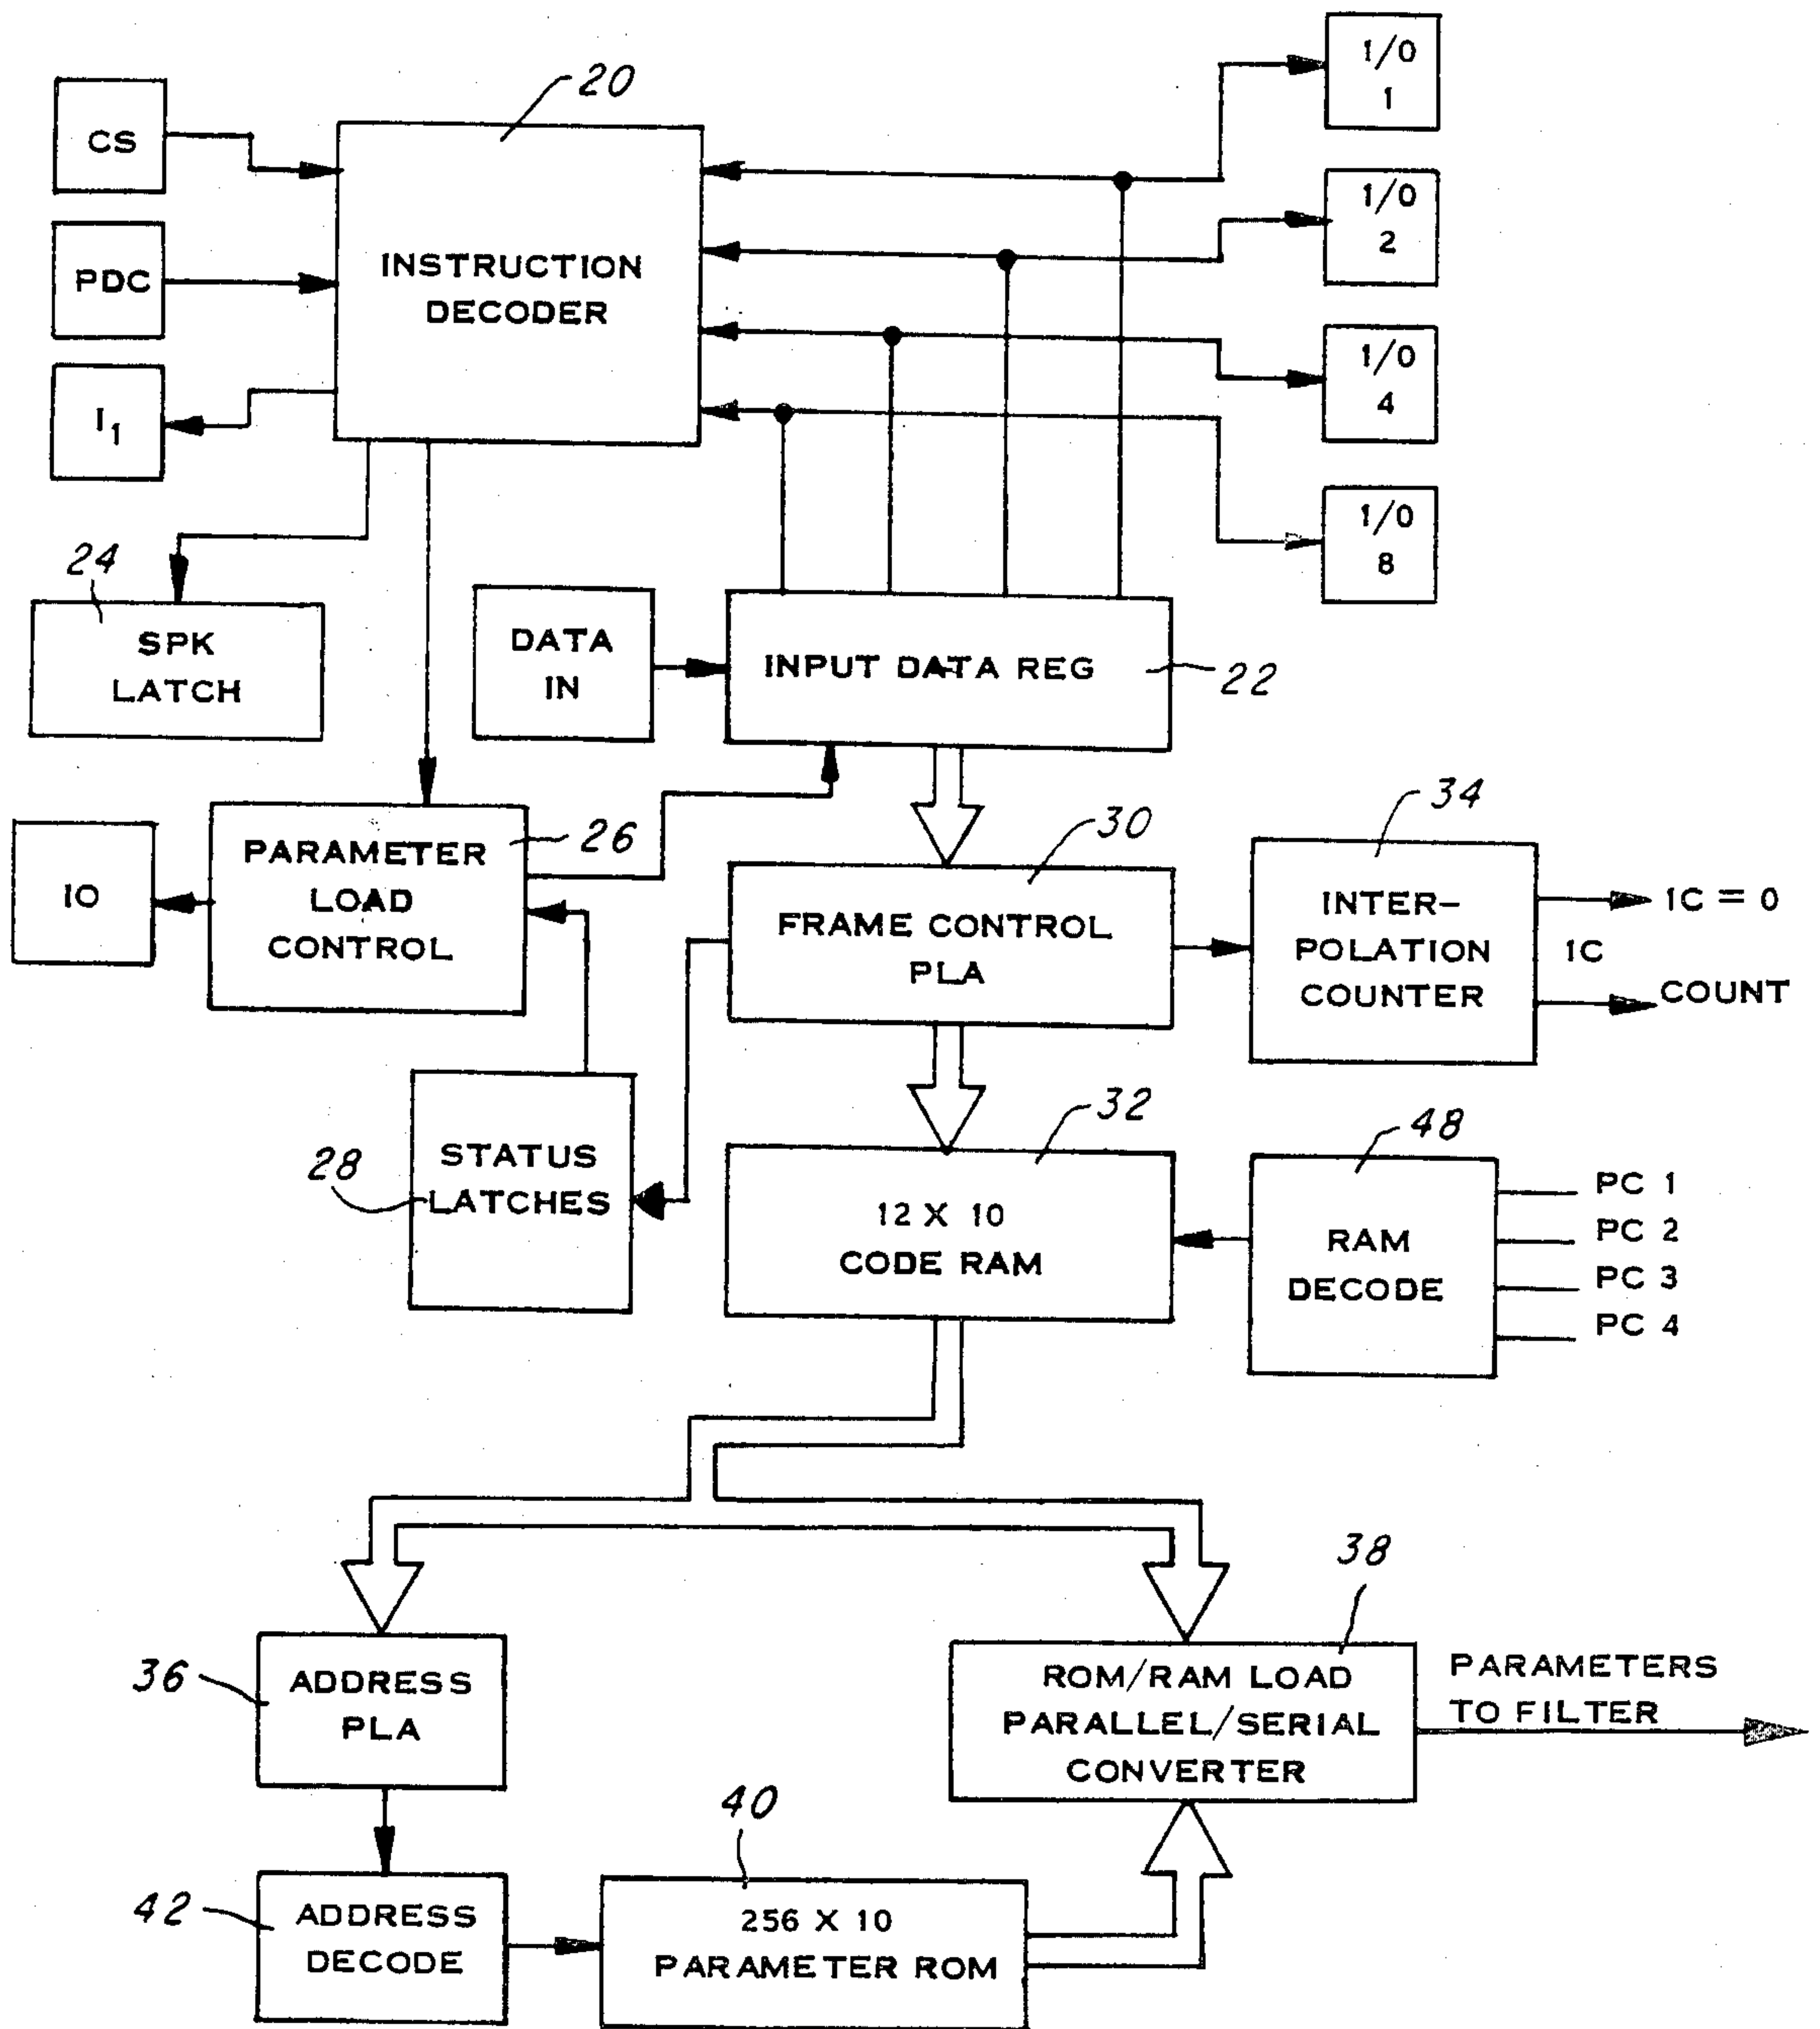 20
CS
1/0
1
PDC
INSTRUCTION
DECODER
1/0
2
I1
1/0
4
1/0
8
24
SPK
LATCH
DATA
IN
INPUT DATA REG
22
PARAMETER
LOAD
CONTROL
26
IO
30
FRAME CONTROL
PLA
34
INTER-
POLATION
COUNTER
IC = 0
IC
COUNT
28
STATUS
LATCHES
32
12 X 10
CODE RAM
48
RAM
DECODE
PC 1
PC 2
PC 3
PC 4
36
ADDRESS
PLA
38
ROM/RAM LOAD
PARALLEL/SERIAL
CONVERTER
PARAMETERS
TO FILTER
42
ADDRESS
DECODE
40
256 X 10
PARAMETER ROM